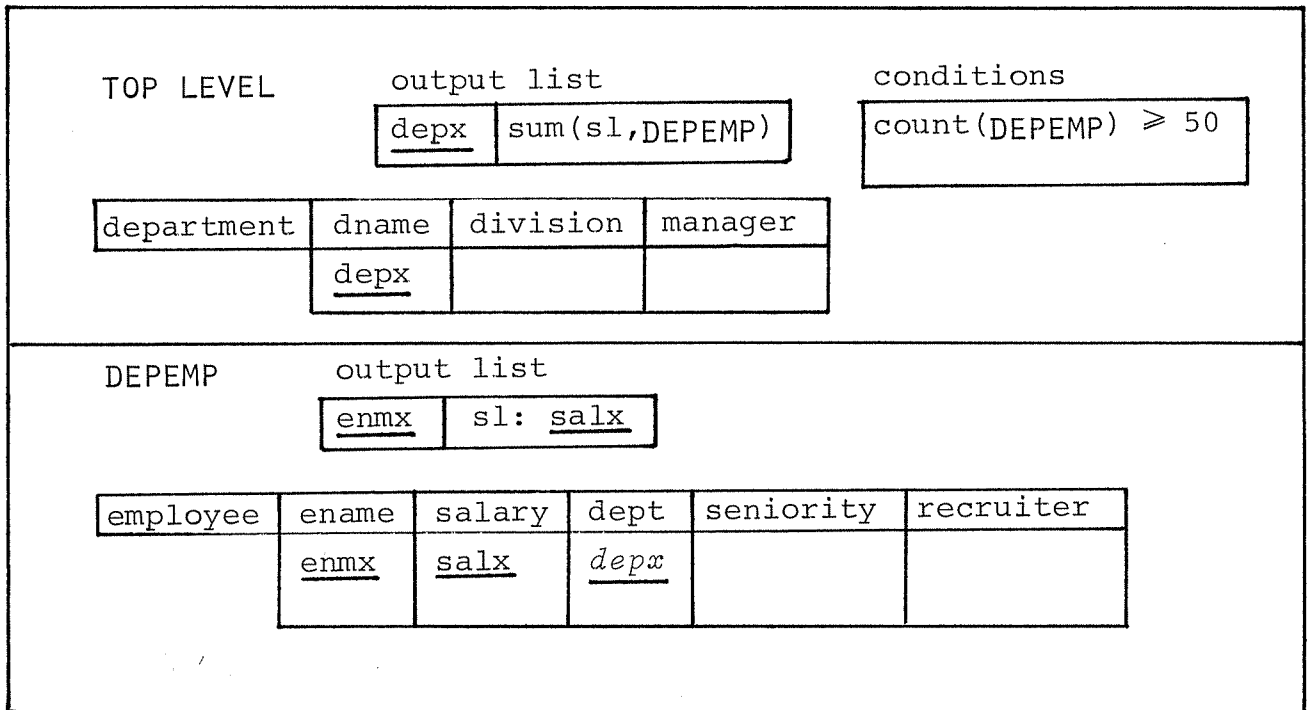 TOP LEVEL output list conditions
depx sum(sl,DEPEMP) count(DEPEMP) ⩾ 50
department dname division manager
depx
DEPEMP output list
enmx sl: salx
employee ename salary dept seniority recruiter
enmx salx depx